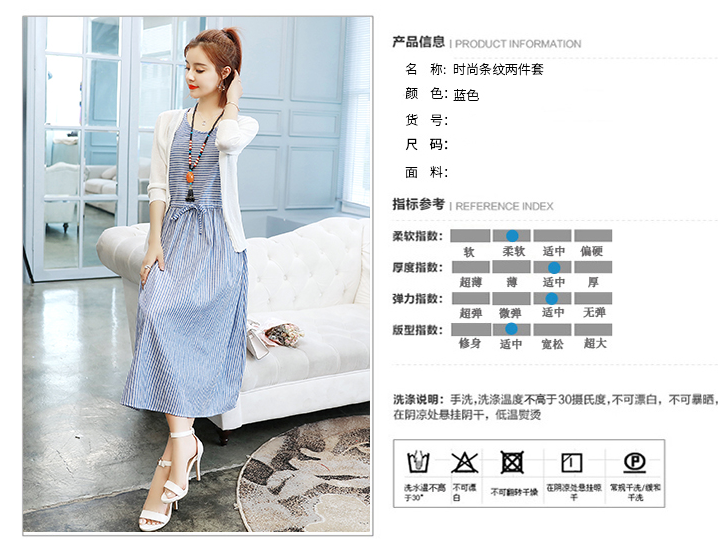 产品信息 | PRODUCT INFORMATION
名 称: 时尚条纹两件套
颜 色: 蓝色
货 号:
尺 码:
面 料:
指标参考 | REFERENCE INDEX
柔软指数:
软 柔软 适中 偏硬
厚度指数:
超薄 薄 适中 厚
弹力指数:
超弹 微弹 适中 无弹
版型指数:
修身 适中 宽松 超大
洗涤说明: 手洗,洗涤温度不高于30摄氏度,不可漂白, 不可暴晒,
在阴凉处悬挂阴干, 低温熨烫
洗水温不高于30° 不可漂白 不可翻转干燥 在阴凉处悬挂晾干 常规干洗/缓和干洗